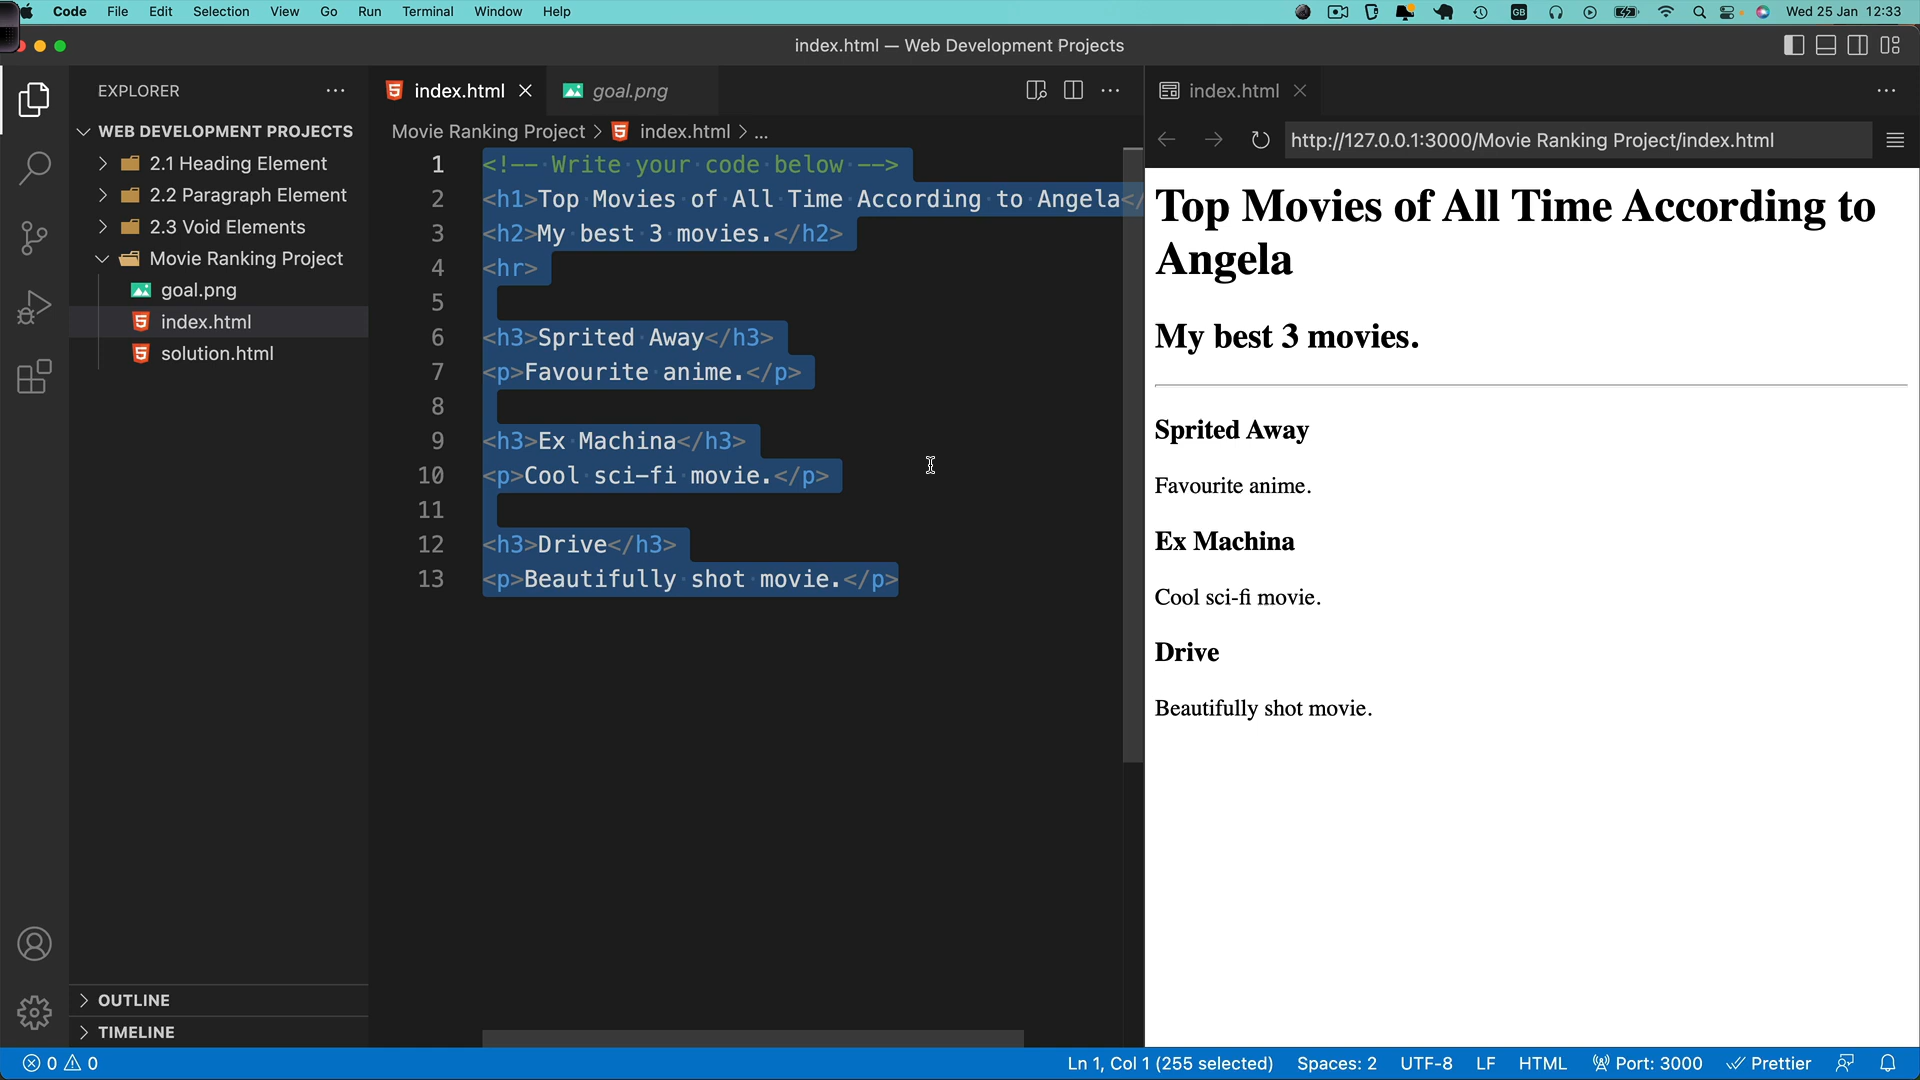 Code File Edit Selection View Go Run Terminal Window Help GB Wed 25 Jan 12:33
index.html — Web Development Projects
EXPLORER
WEB DEVELOPMENT PROJECTS
2.1 Heading Element
2.2 Paragraph Element
2.3 Void Elements
Movie Ranking Project
goal.png
index.html
solution.html
OUTLINE
TIMELINE
index.html goal.png
Movie Ranking Project > index.html > ...
1 <!-- Write your code below -->
2 <h1>Top Movies of All Time According to Angela</
3 <h2>My best 3 movies.</h2>
4 <hr>
5
6 <h3>Sprited Away</h3>
7 <p>Favourite anime.</p>
8
9 <h3>Ex Machina</h3>
10 <p>Cool sci-fi movie.</p>
11
12 <h3>Drive</h3>
13 <p>Beautifully shot movie.</p>
index.html
http://127.0.0.1:3000/Movie Ranking Project/index.html
Top Movies of All Time According to
Angela
My best 3 movies.
Sprited Away
Favourite anime.
Ex Machina
Cool sci-fi movie.
Drive
Beautifully shot movie.
0 0 Ln 1, Col 1 (255 selected) Spaces: 2 UTF-8 LF HTML Port: 3000 Prettier